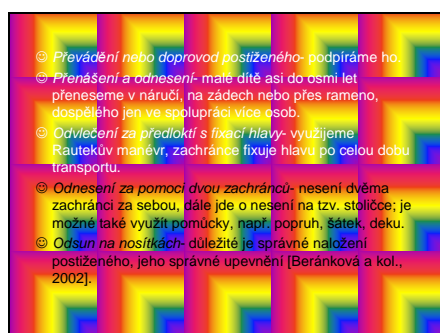 ☺ Převádění nebo doprovod postiženého- podpíráme ho.
☺ Přenášení a odnesení- malé dítě asi do osmi let
přeneseme v náručí, na zádech nebo přes rameno,
dospělého jen ve spolupráci více osob.
☺ Odvlečení za předloktí s fixací hlavy- využijeme
Rautekův manévr, zachránce fixuje hlavu po celou dobu
transportu.
☺ Odnesení za pomoci dvou zachránců- nesení dvěma
zachránci za sebou, dále jde o nesení na tzv. stoličce; je
možné také využít pomůcky, např. popruh, šátek, deku.
☺ Odsun na nosítkách- důležité je správné naložení
postiženého, jeho správné upevnění [Beránková a kol.,
2002].